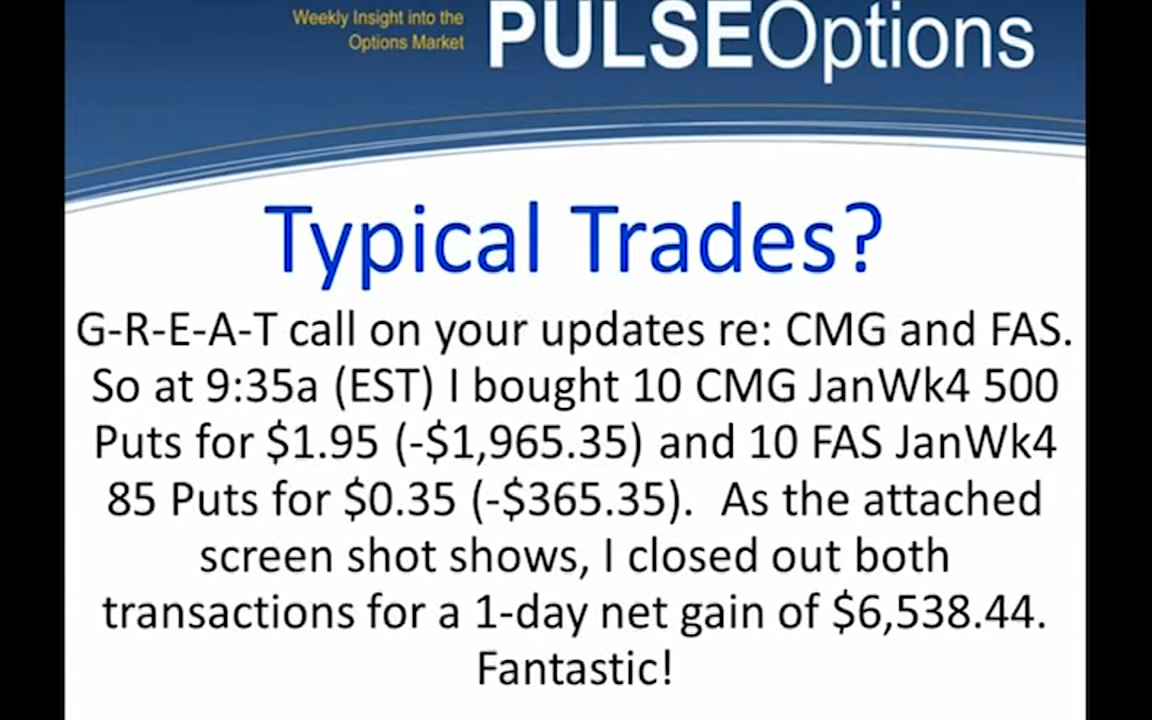 Weekly Insight into the
Options Market
PULSEOptions
Typical Trades?
G-R-E-A-T call on your updates re: CMG and FAS.
So at 9:35a (EST) I bought 10 CMG JanWk4 500
Puts for $1.95 (-$1,965.35) and 10 FAS JanWk4
85 Puts for $0.35 (-$365.35).  As the attached
screen shot shows, I closed out both
transactions for a 1-day net gain of $6,538.44.
Fantastic!